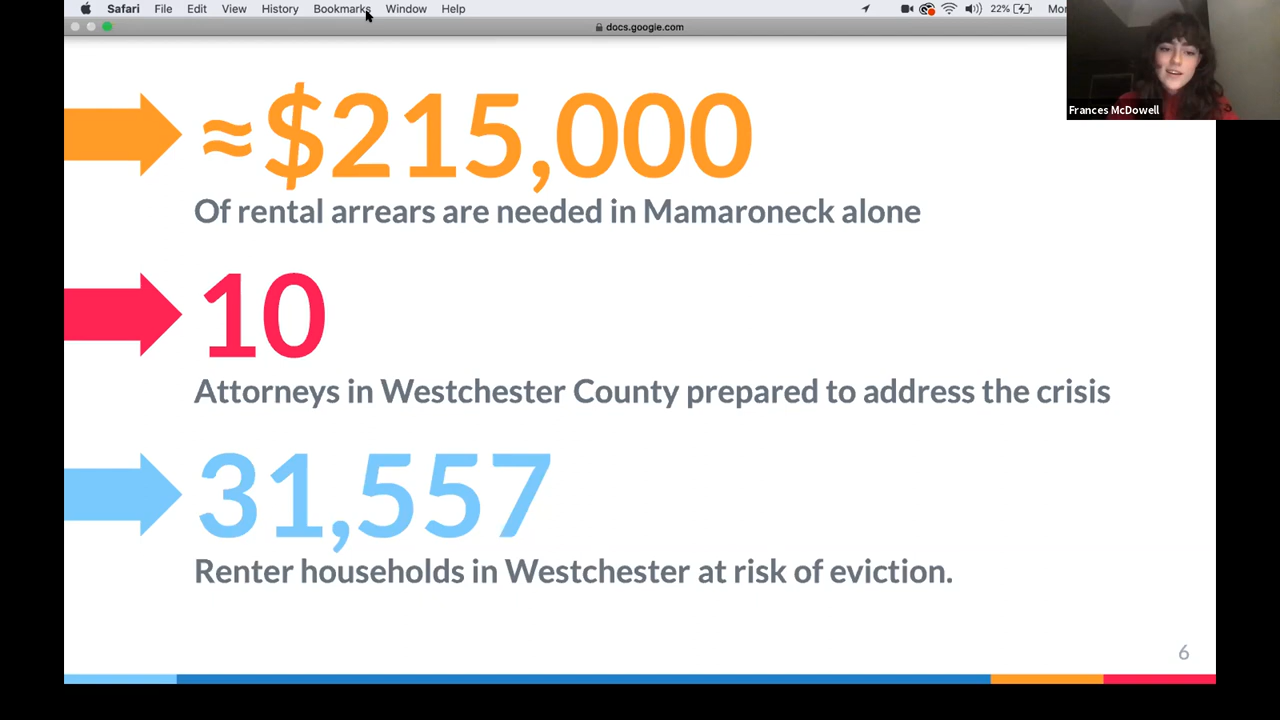 Safari File Edit View History Bookmarks Window Help 22% Mo
docs.google.com
Frances McDowell
≈$215,000
Of rental arrears are needed in Mamaroneck alone
10
Attorneys in Westchester County prepared to address the crisis
31,557
Renter households in Westchester at risk of eviction.
6